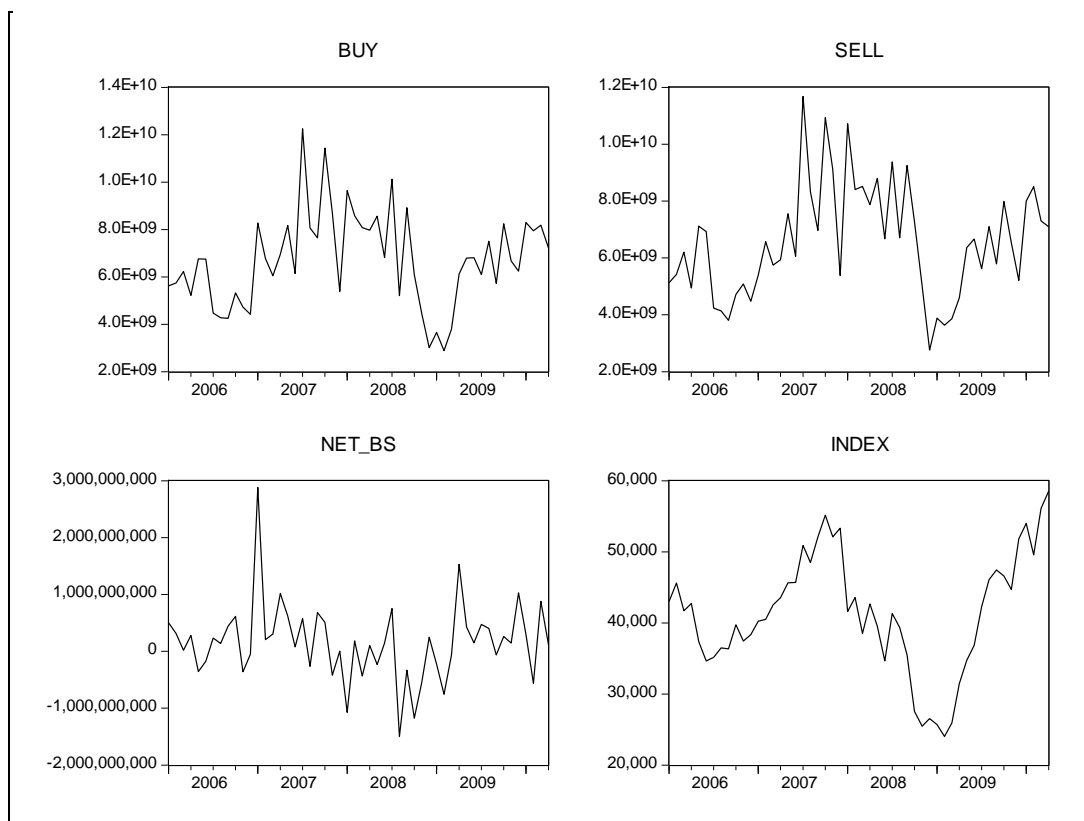 BUY
1.4E+10
1.2E+10
1.0E+10
8.0E+09
6.0E+09
4.0E+09
2.0E+09
2006 2007 2008 2009
SELL
1.2E+10
1.0E+10
8.0E+09
6.0E+09
4.0E+09
2.0E+09
2006 2007 2008 2009
NET_BS
3,000,000,000
2,000,000,000
1,000,000,000
0
-1,000,000,000
-2,000,000,000
2006 2007 2008 2009
INDEX
60,000
50,000
40,000
30,000
20,000
2006 2007 2008 2009